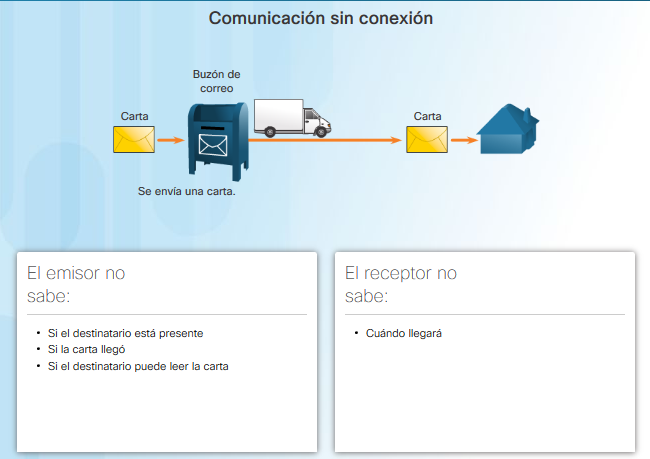 Comunicación sin conexión
Buzón de
correo
Carta
Carta
Se envía una carta.
El emisor no
sabe:
• Si el destinatario está presente
• Si la carta llegó
• Si el destinatario puede leer la carta
El receptor no
sabe:
• Cuándo llegará